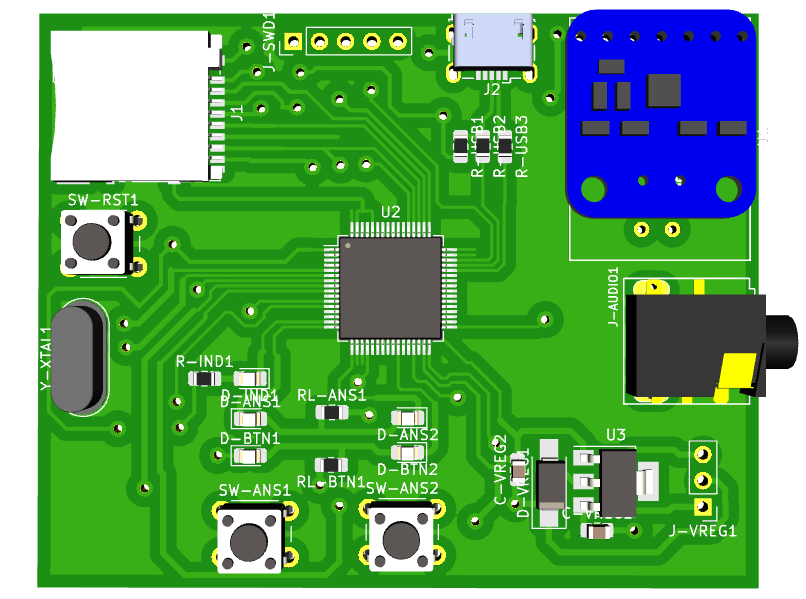 J-SWD1
J2
J1
R-USB1
R-USB2
R-USB3
SW-RST1
U2
J-AUDIO1
Y-XTAL1
R-IND1
D-IND1
D-ANS1
RL-ANS1
D-BTN1
D-ANS2
D-BTN2
RL-BTN1
U3
C-VREG2
D-VREG1
SW-ANS1
SW-ANS2
J-VREG1